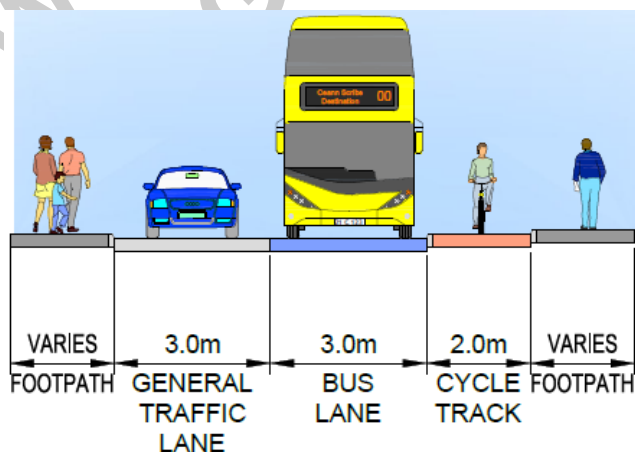 Ceann Scríbe 00
Destination
VARIES 3.0m 3.0m 2.0m VARIES
FOOTPATH GENERAL BUS CYCLE FOOTPATH
TRAFFIC LANE TRACK
LANE